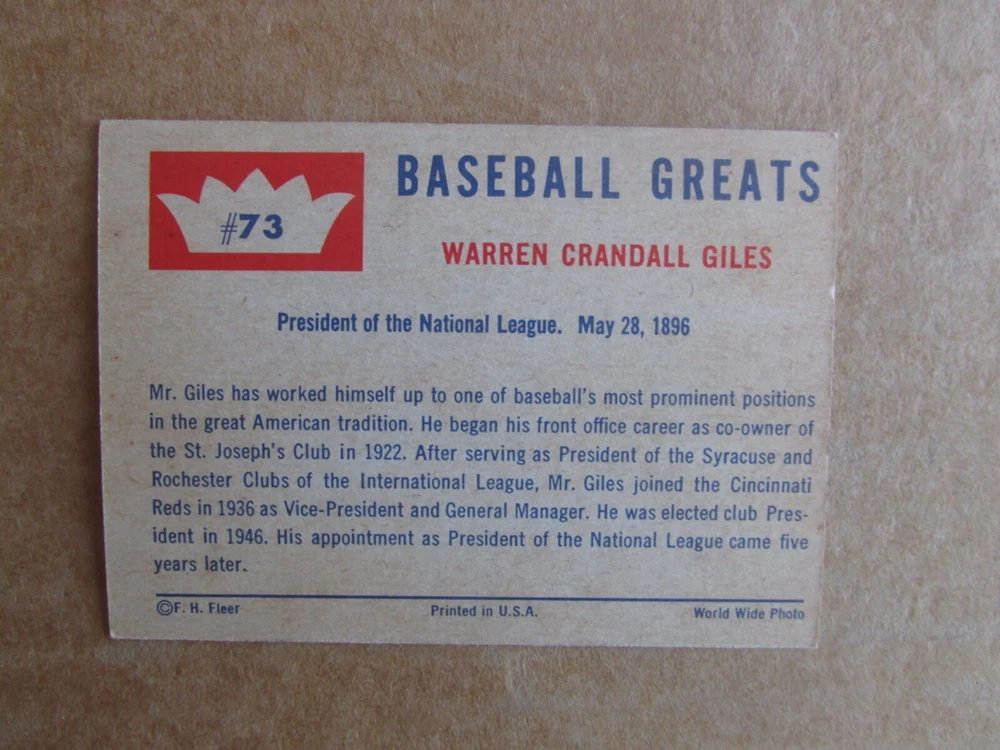 #73
BASEBALL GREATS
WARREN CRANDALL GILES
President of the National League. May 28, 1896
Mr. Giles has worked himself up to one of baseball's most prominent positions
in the great American tradition. He began his front office career as co-owner of
the St. Joseph's Club in 1922. After serving as President of the Syracuse and
Rochester Clubs of the International League, Mr. Giles joined the Cincinnati
Reds in 1936 as Vice-President and General Manager. He was elected club Pres-
ident in 1946. His appointment as President of the National League came five
years later.
©F. H. Fleer Printed in U.S.A. World Wide Photo